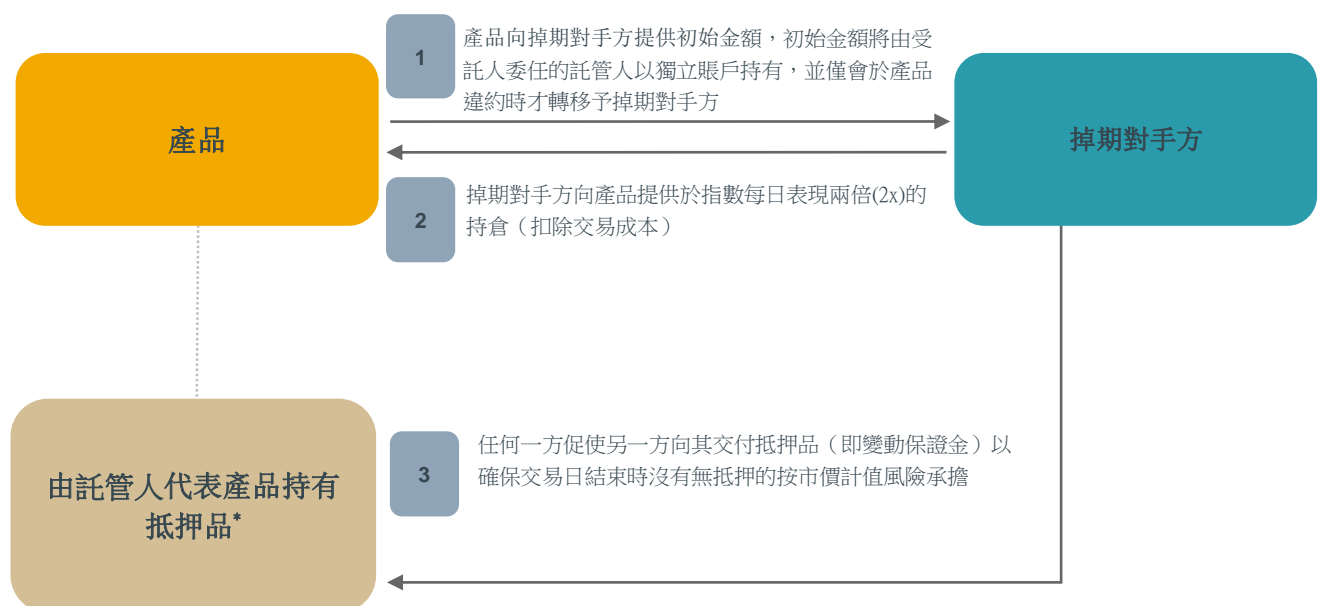 1
產品向掉期對手方提供初始金額，初始金額將由受
託人委任的託管人以獨立賬戶持有，並僅會於產品
違約時才轉移予掉期對手方
產品
掉期對手方
2
掉期對手方向產品提供於指數每日表現兩倍(2x)的
持倉（扣除交易成本）
3
任何一方促使另一方向其交付抵押品（即變動保證金）以
確保交易日結束時沒有無抵押的按市價計值風險承擔
由託管人代表產品持有
抵押品*